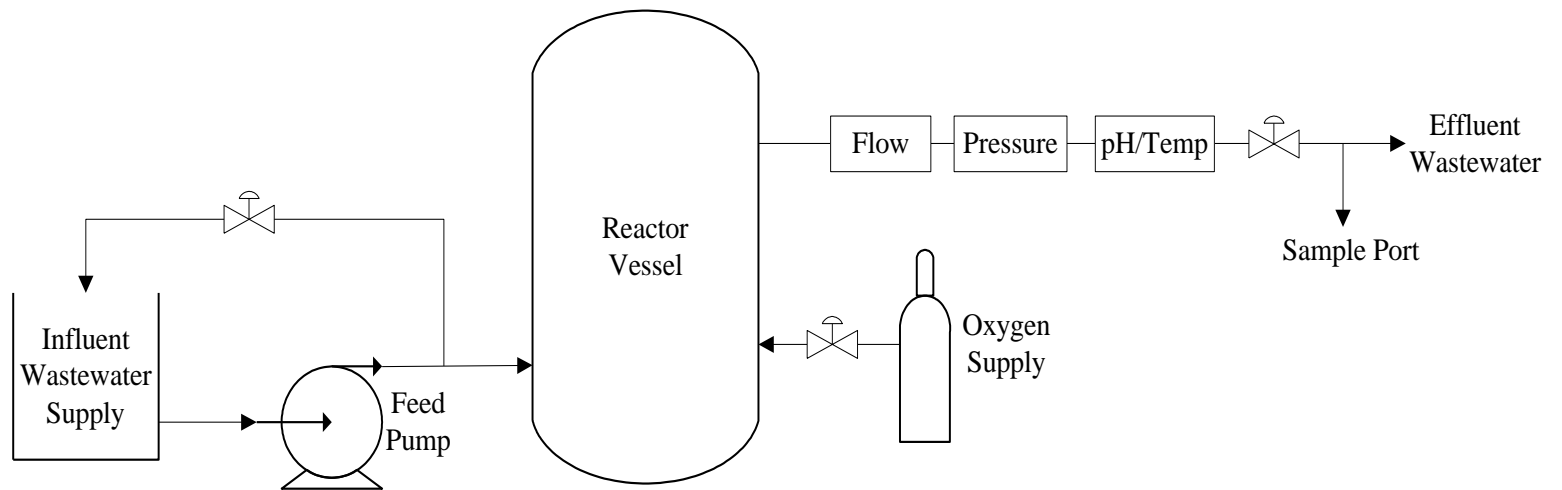 Influent
Wastewater
Supply
Feed
Pump
Reactor
Vessel
Flow
Pressure
pH/Temp
Effluent
Wastewater
Sample Port
Oxygen
Supply